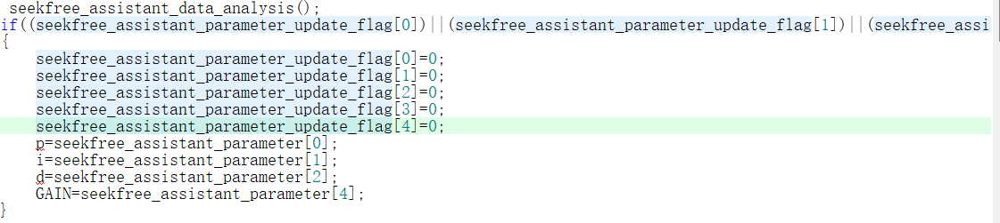 seekfree_assistant_data_analysis();
if((seekfree_assistant_parameter_update_flag[0])||(seekfree_assistant_parameter_update_flag[1])||(seekfree_assi
{
seekfree_assistant_parameter_update_flag[0]=0;
seekfree_assistant_parameter_update_flag[1]=0;
seekfree_assistant_parameter_update_flag[2]=0;
seekfree_assistant_parameter_update_flag[3]=0;
seekfree_assistant_parameter_update_flag[4]=0;
p=seekfree_assistant_parameter[0];
i=seekfree_assistant_parameter[1];
d=seekfree_assistant_parameter[2];
GAIN=seekfree_assistant_parameter[4];
}